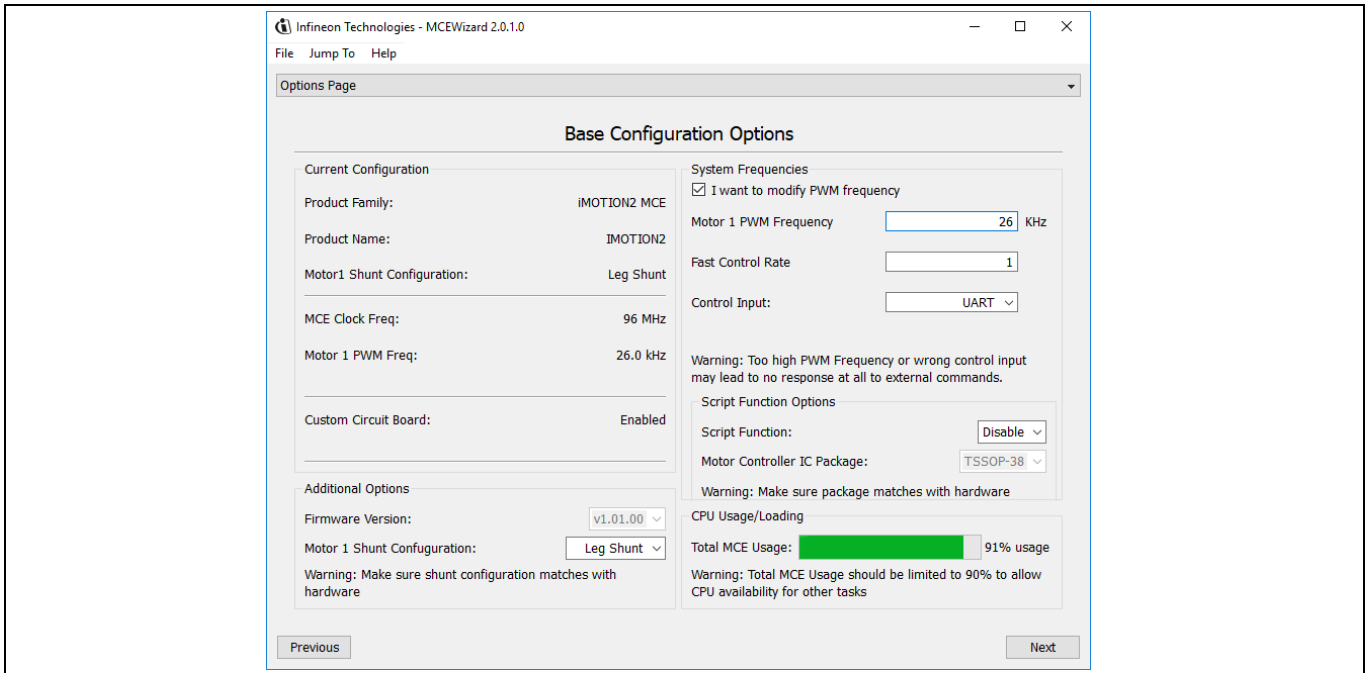 Infineon Technologies - MCEWizard 2.0.1.0
File Jump To Help
Options Page
Base Configuration Options
Current Configuration
Product Family: iMOTION2 MCE
Product Name: IMOTION2
Motor1 Shunt Configuration: Leg Shunt
MCE Clock Freq: 96 MHz
Motor 1 PWM Freq: 26.0 kHz
Custom Circuit Board: Enabled
Additional Options
Firmware Version: v1.01.00
Motor 1 Shunt Confuguration: Leg Shunt
Warning: Make sure shunt configuration matches with
hardware
System Frequencies
I want to modify PWM frequency
Motor 1 PWM Frequency 26 KHz
Fast Control Rate 1
Control Input: UART
Warning: Too high PWM Frequency or wrong control input
may lead to no response at all to external commands.
Script Function Options
Script Function: Disable
Motor Controller IC Package: TSSOP-38
Warning: Make sure package matches with hardware
CPU Usage/Loading
Total MCE Usage: 91% usage
Warning: Total MCE Usage should be limited to 90% to allow
CPU availability for other tasks
Previous
Next